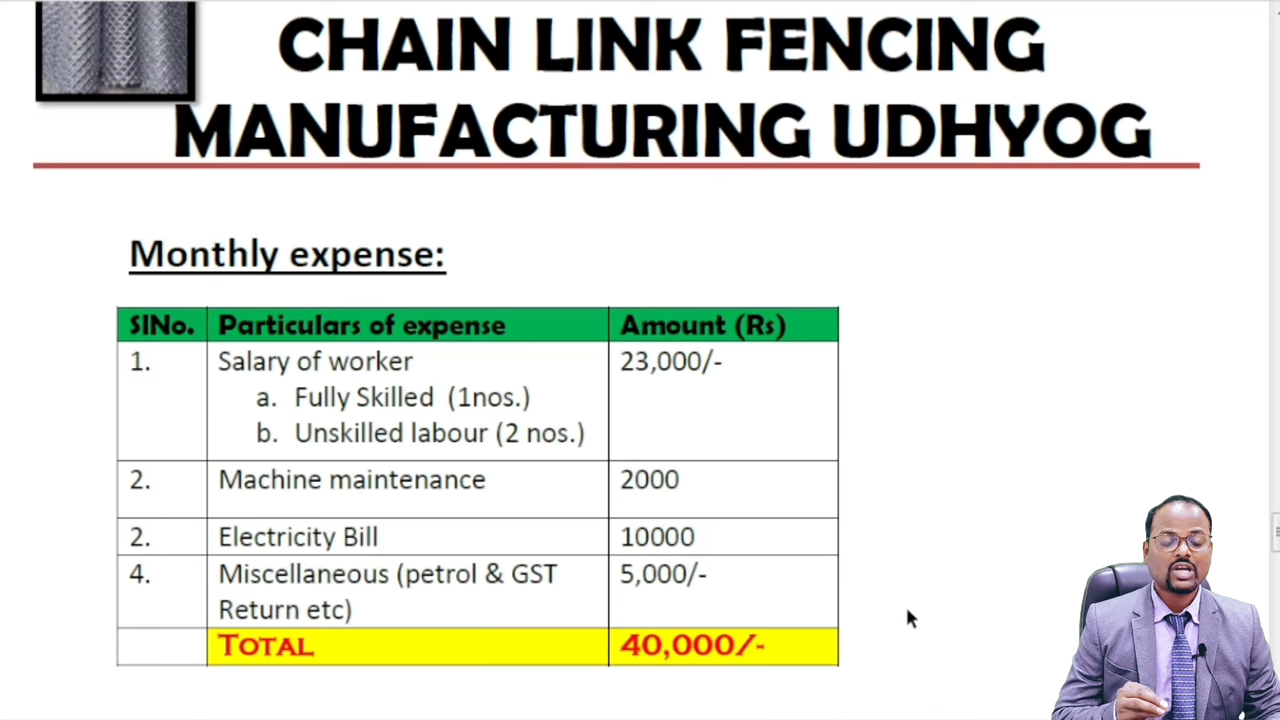 CHAIN LINK FENCING
MANUFACTURING UDHYOG
Monthly expense:
SlNo. Particulars of expense Amount (Rs)
1. Salary of worker 23,000/-
a. Fully Skilled (1nos.)
b. Unskilled labour (2 nos.)
2. Machine maintenance 2000
2. Electricity Bill 10000
4. Miscellaneous (petrol & GST 5,000/-
Return etc)
TOTAL 40,000/-